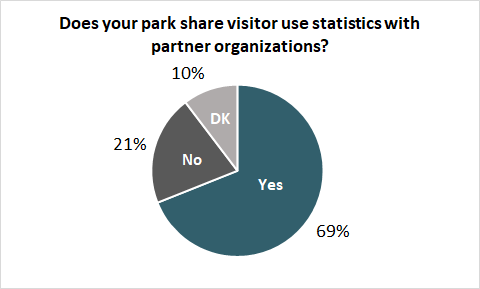 Does your park share visitor use statistics with
partner organizations?
10%
DK
21%
No
Yes
69%